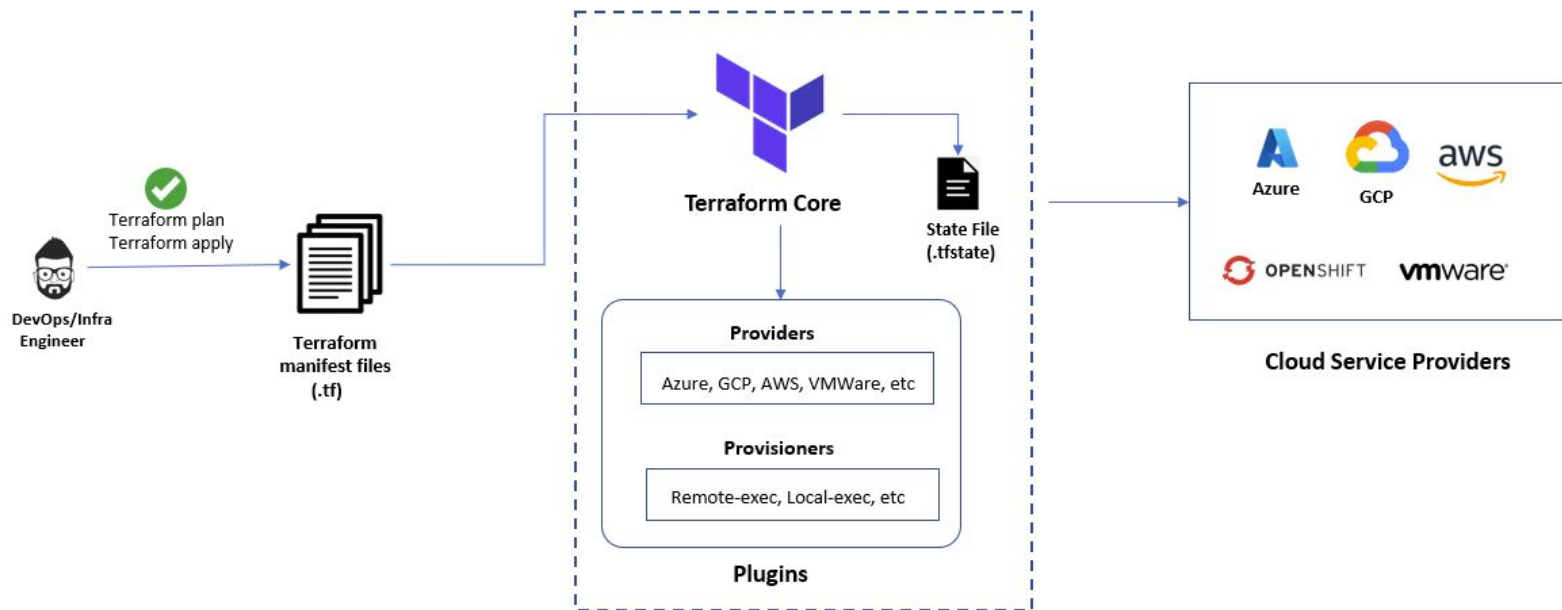 Terraform plan
Terraform apply
DevOps/Infra
Engineer
Terraform
manifest files
(.tf)
Terraform Core
State File
(.tfstate)
Providers
Azure, GCP, AWS, VMWare, etc
Provisioners
Remote-exec, Local-exec, etc
Plugins
Azure
GCP
aws
OPENSHIFT
vmware®
Cloud Service Providers